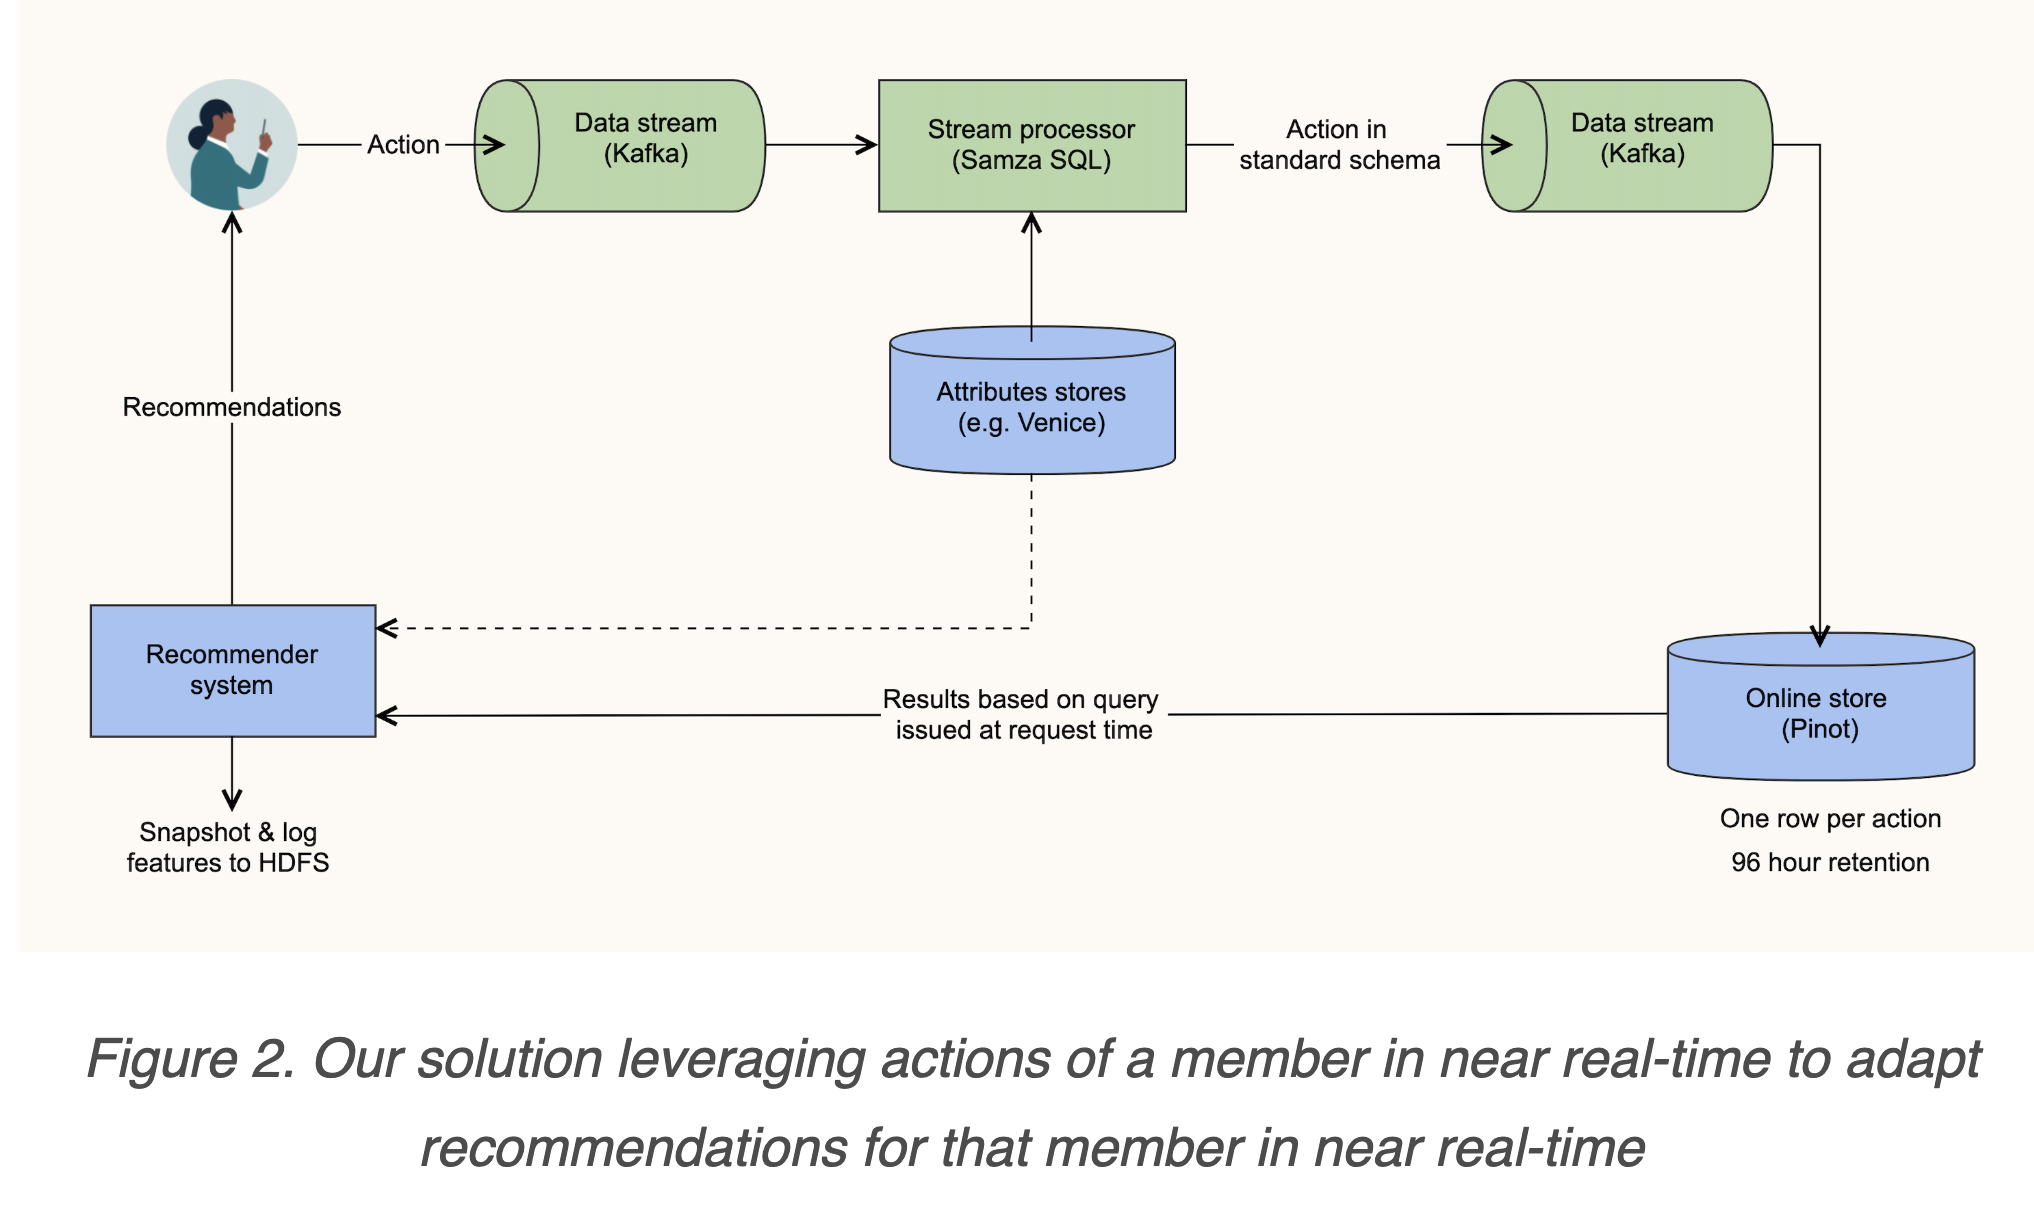 Action
Data stream
(Kafka)
Stream processor
(Samza SQL)
Action in
standard schema
Data stream
(Kafka)
Attributes stores
(e.g. Venice)
Recommendations
Recommender
system
Results based on query
issued at request time
Online store
(Pinot)
Snapshot & log
features to HDFS
One row per action
96 hour retention
Figure 2. Our solution leveraging actions of a member in near real-time to adapt
recommendations for that member in near real-time